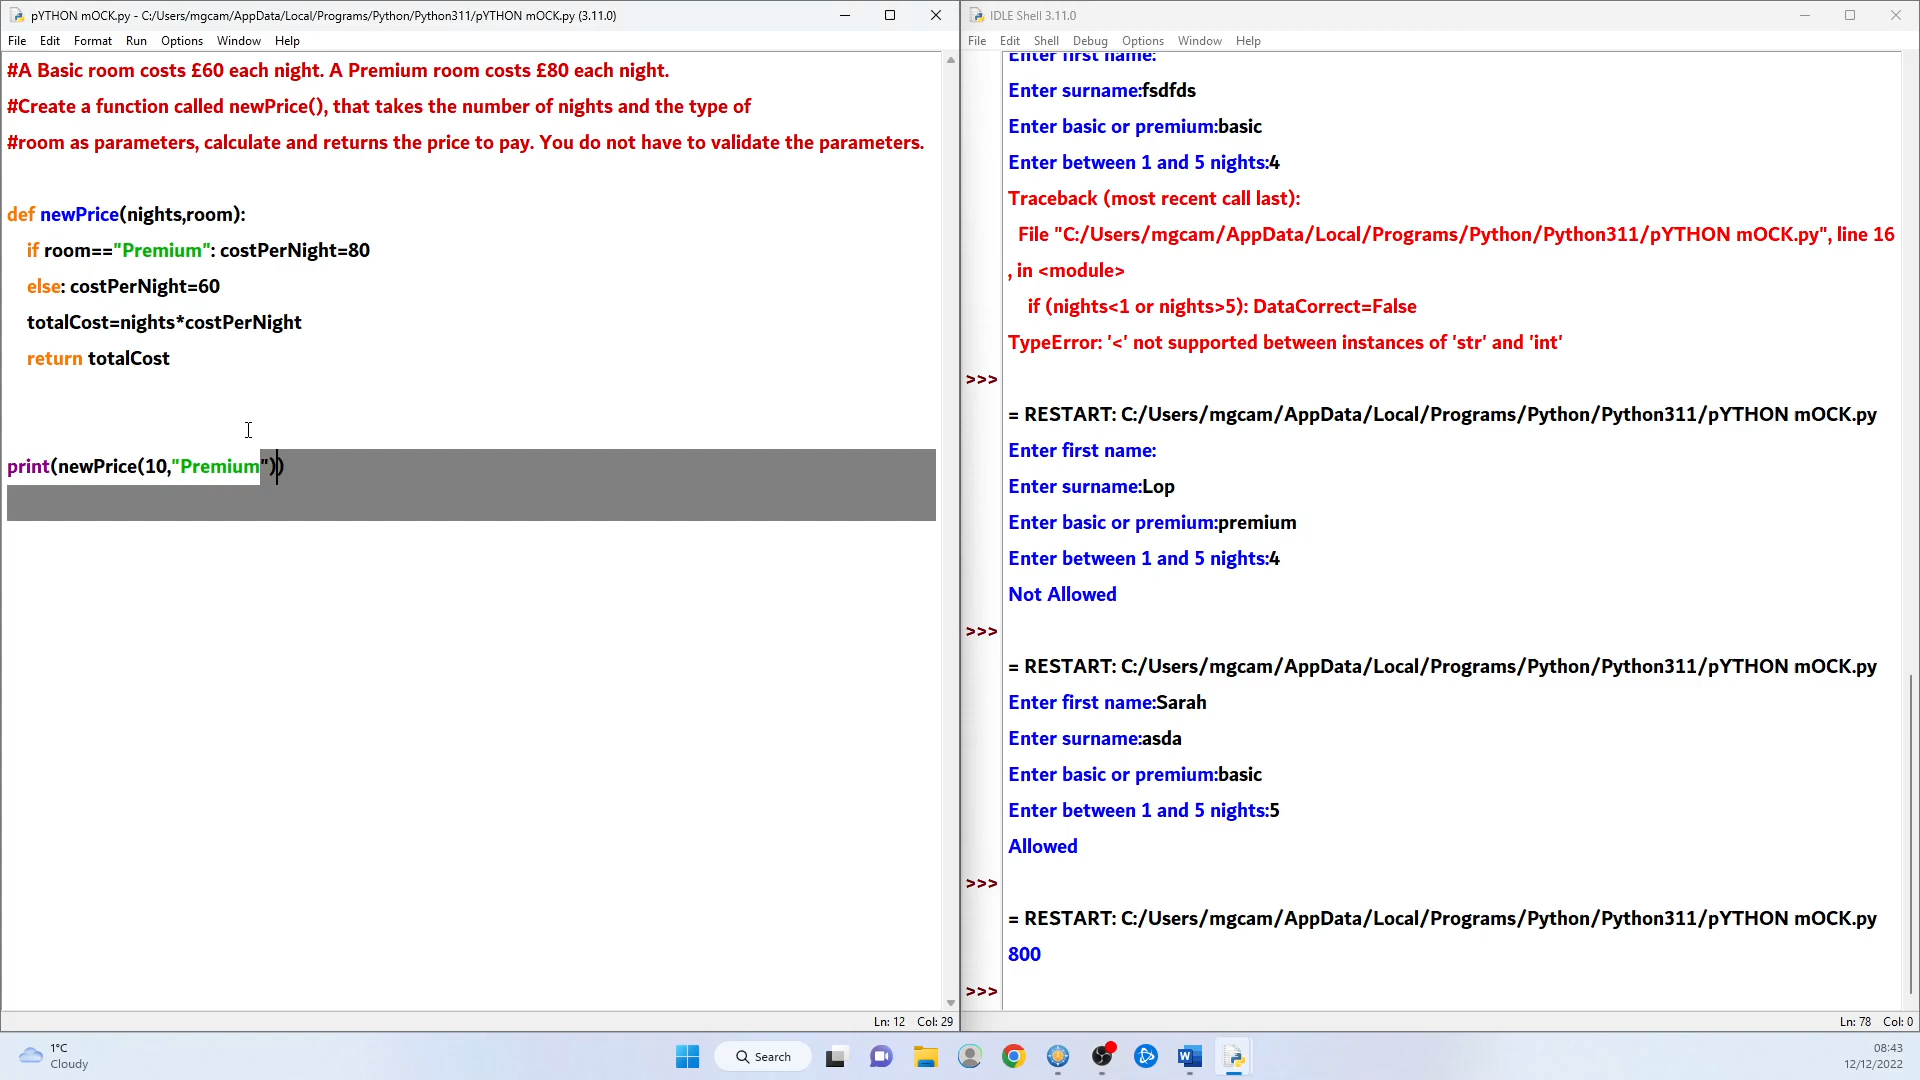 pYTHON mOCK.py - C:/Users/mgcam/AppData/Local/Programs/Python/Python311/pYTHON mOCK.py (3.11.0)
File Edit Format Run Options Window Help
#A Basic room costs £60 each night. A Premium room costs £80 each night.
#Create a function called newPrice(), that takes the number of nights and the type of
#room as parameters, calculate and returns the price to pay. You do not have to validate the parameters.
def newPrice(nights,room):
if room=="Premium": costPerNight=80
else: costPerNight=60
totalCost=nights*costPerNight
return totalCost
print(newPrice(10,"Premium"))
Ln: 12 Col: 29
IDLE Shell 3.11.0
File Edit Shell Debug Options Window Help
Enter first name:
Enter surname:fsdfds
Enter basic or premium:basic
Enter between 1 and 5 nights:4
Traceback (most recent call last):
File "C:/Users/mgcam/AppData/Local/Programs/Python/Python311/pYTHON mOCK.py", line 16
, in <module>
if (nights<1 or nights>5): DataCorrect=False
TypeError: '<' not supported between instances of 'str' and 'int'
>>>
= RESTART: C:/Users/mgcam/AppData/Local/Programs/Python/Python311/pYTHON mOCK.py
Enter first name:
Enter surname:Lop
Enter basic or premium:premium
Enter between 1 and 5 nights:4
Not Allowed
>>>
= RESTART: C:/Users/mgcam/AppData/Local/Programs/Python/Python311/pYTHON mOCK.py
Enter first name:Sarah
Enter surname:asda
Enter basic or premium:basic
Enter between 1 and 5 nights:5
Allowed
>>>
= RESTART: C:/Users/mgcam/AppData/Local/Programs/Python/Python311/pYTHON mOCK.py
800
>>>
Ln: 78 Col: 0
1°C
Cloudy
Search
08:43
12/12/2022